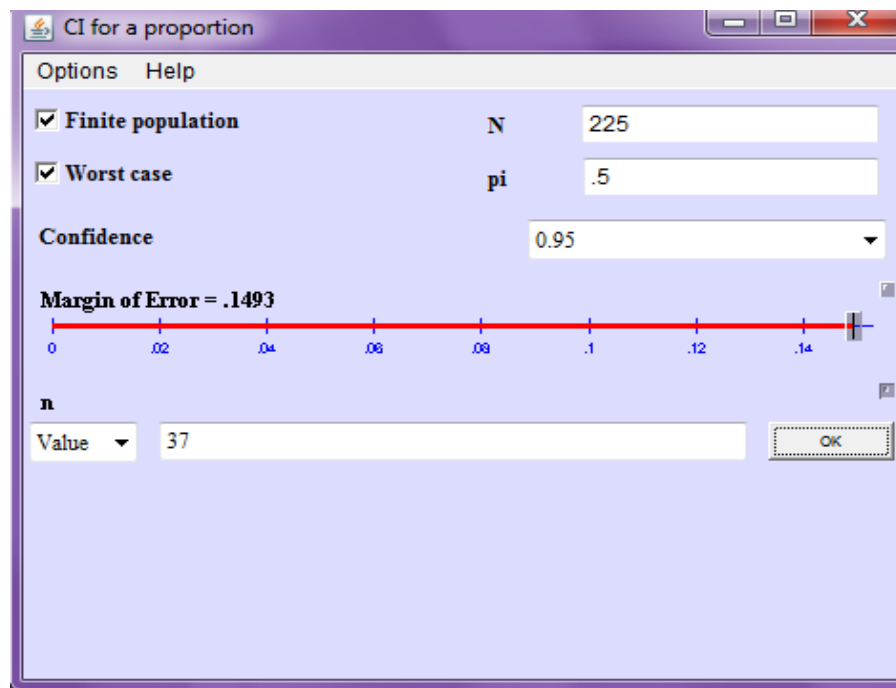 CI for a proportion
Options Help
Finite population N 225
Worst case pi .5
Confidence 0.95
Margin of Error = .1493
0 .02 .04 .06 .08 .1 .12 .14
n
Value 37 OK